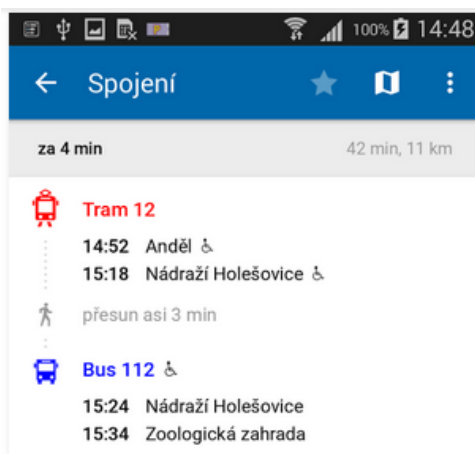 100% 14:48
Spojení
za 4 min 42 min, 11 km
Tram 12
14:52 Anděl
15:18 Nádraží Holešovice
přesun asi 3 min
Bus 112
15:24 Nádraží Holešovice
15:34 Zoologická zahrada